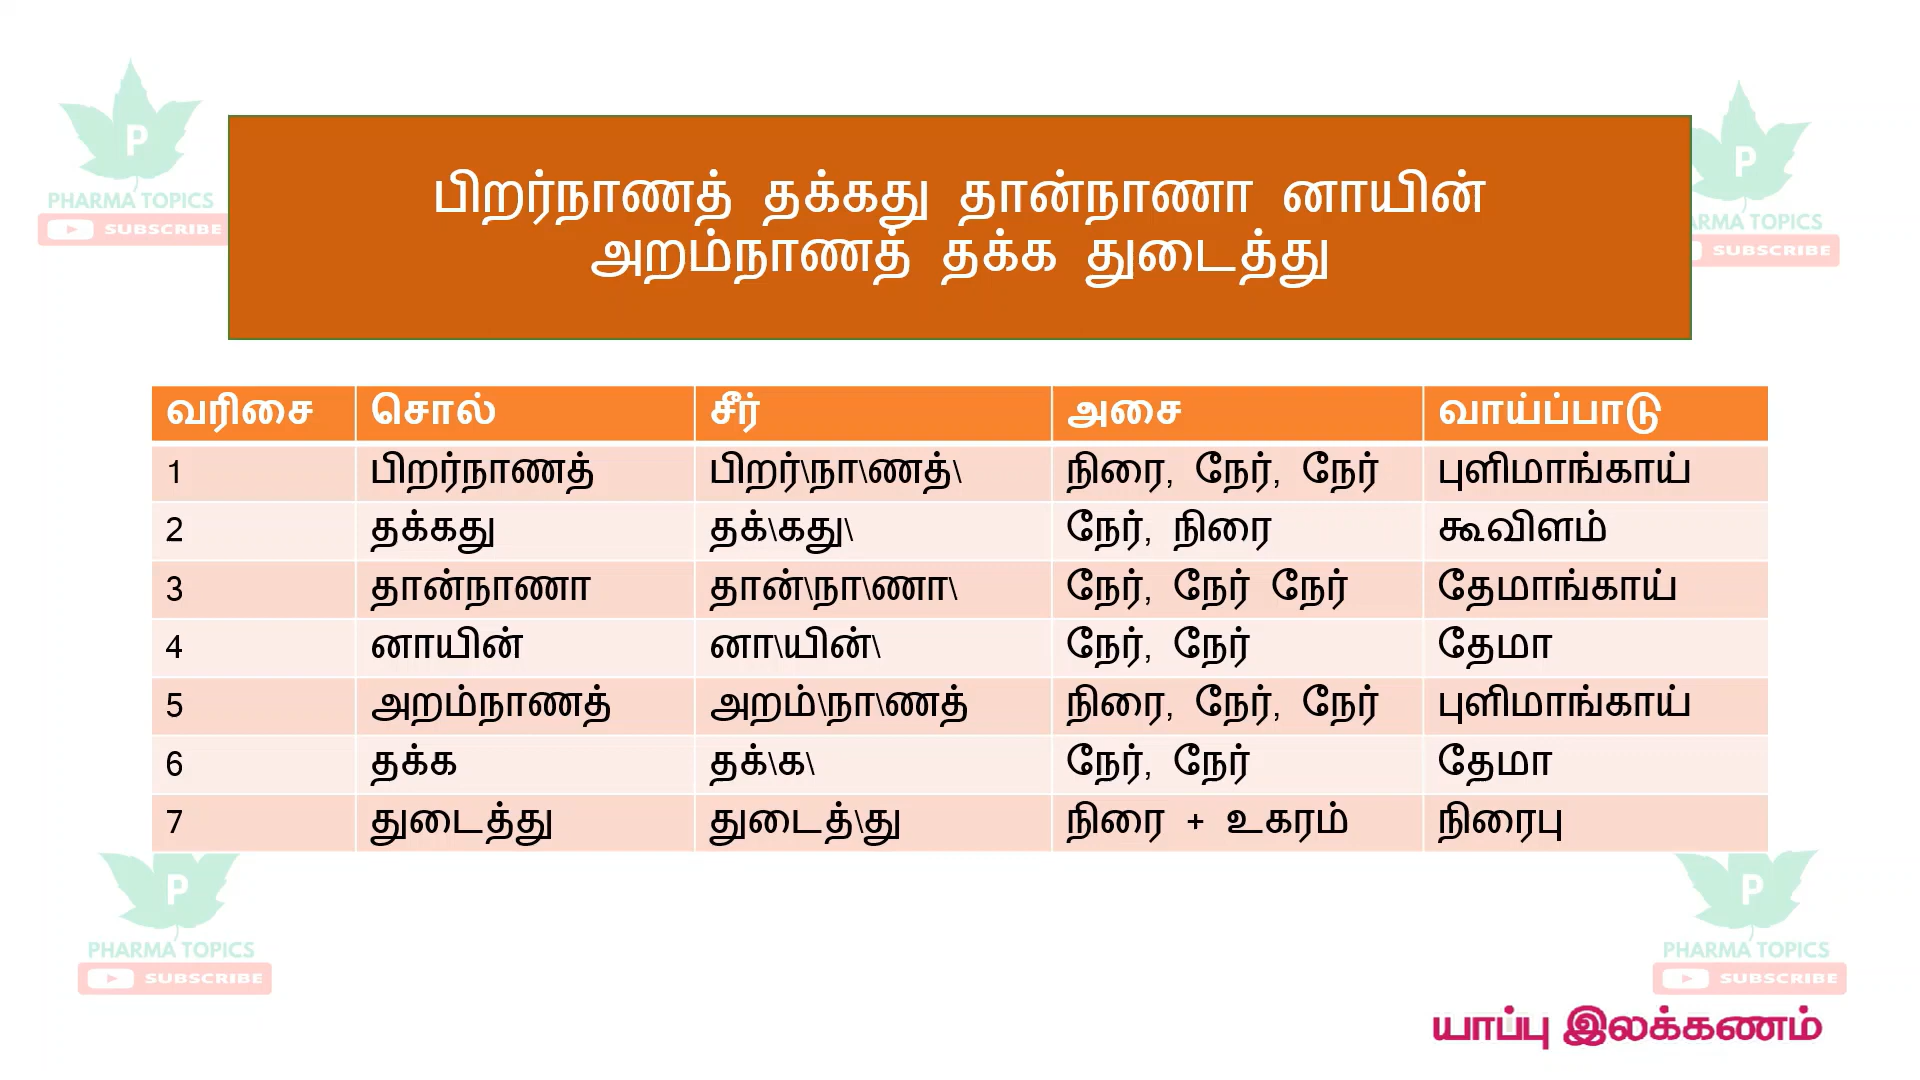 P
PHARMA TOPICS
SUBSCRIBE
P
ARMA TOPICS
SUBSCRIBE
பிறர்நாணத் தக்கது தான்நாணா னாயின்
அறம்நாணத் தக்க துடைத்து
வரிசை சொல் சீர் அசை வாய்ப்பாடு
1 பிறர்நாணத் பிறர்\நா\ணத்\ நிரை, நேர், நேர் புளிமாங்காய்
2 தக்கது தக்\கது\ நேர், நிரை கூவிளம்
3 தான்நாணா தான்\நா\ணா\ நேர், நேர் நேர் தேமாங்காய்
4 னாயின் னா\யின்\ நேர், நேர் தேமா
5 அறம்நாணத் அறம்\நா\ணத் நிரை, நேர், நேர் புளிமாங்காய்
6 தக்க தக்\க\ நேர், நேர் தேமா
7 துடைத்து துடைத்\து நிரை + உகரம் நிரைபு
P
PHARMA TOPICS
SUBSCRIBE
P
PHARMA TOPICS
SUBSCRIBE
யாப்பு இலக்கணம்